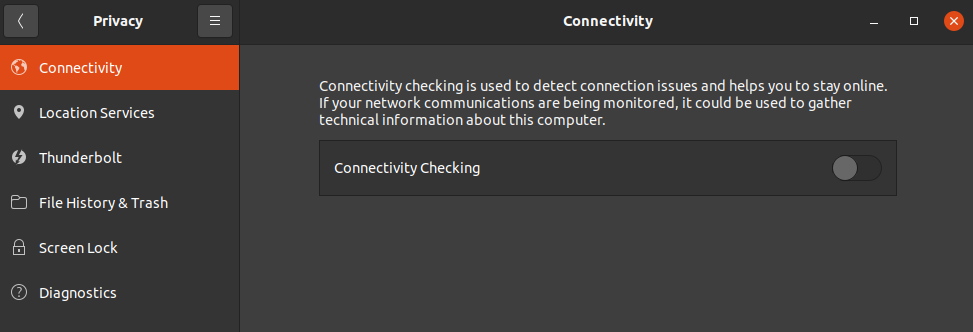 Privacy
Connectivity
Connectivity
Location Services
Thunderbolt
File History & Trash
Screen Lock
Diagnostics
Connectivity checking is used to detect connection issues and helps you to stay online.
If your network communications are being monitored, it could be used to gather
technical information about this computer.
Connectivity Checking